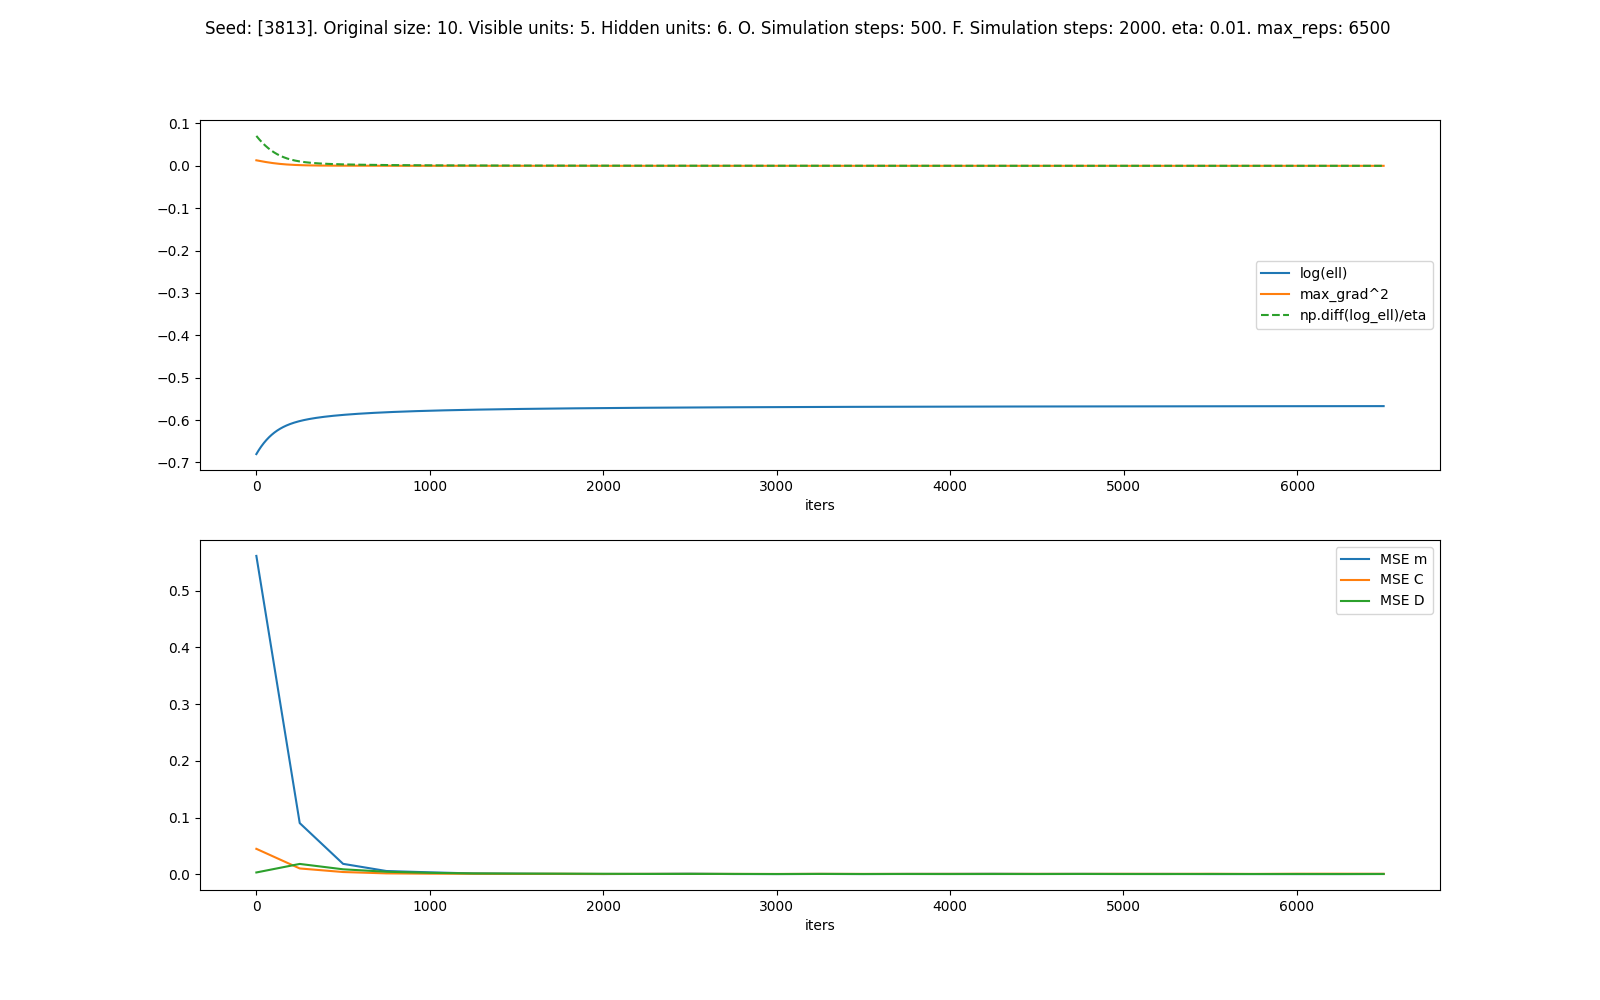 Seed: [3813]. Original size: 10. Visible units: 5. Hidden units: 6. O. Simulation steps: 500. F. Simulation steps: 2000. eta: 0.01. max_reps: 6500
0.1
0.0
−0.1
−0.2
−0.3
−0.4
−0.5
−0.6
−0.7
log(ell)
max_grad^2
np.diff(log_ell)/eta
0 1000 2000 3000 4000 5000 6000
iters
0.5
0.4
0.3
0.2
0.1
0.0
MSE m
MSE C
MSE D
0 1000 2000 3000 4000 5000 6000
iters